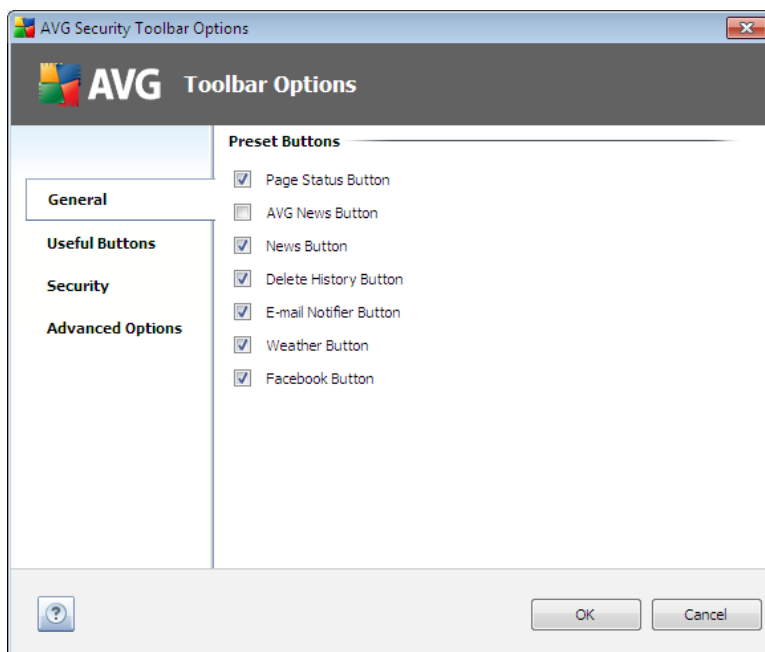 AVG Security Toolbar Options
AVG Toolbar Options
Preset Buttons
General
Useful Buttons
Security
Advanced Options
Page Status Button
AVG News Button
News Button
Delete History Button
E-mail Notifier Button
Weather Button
Facebook Button
?
OK
Cancel